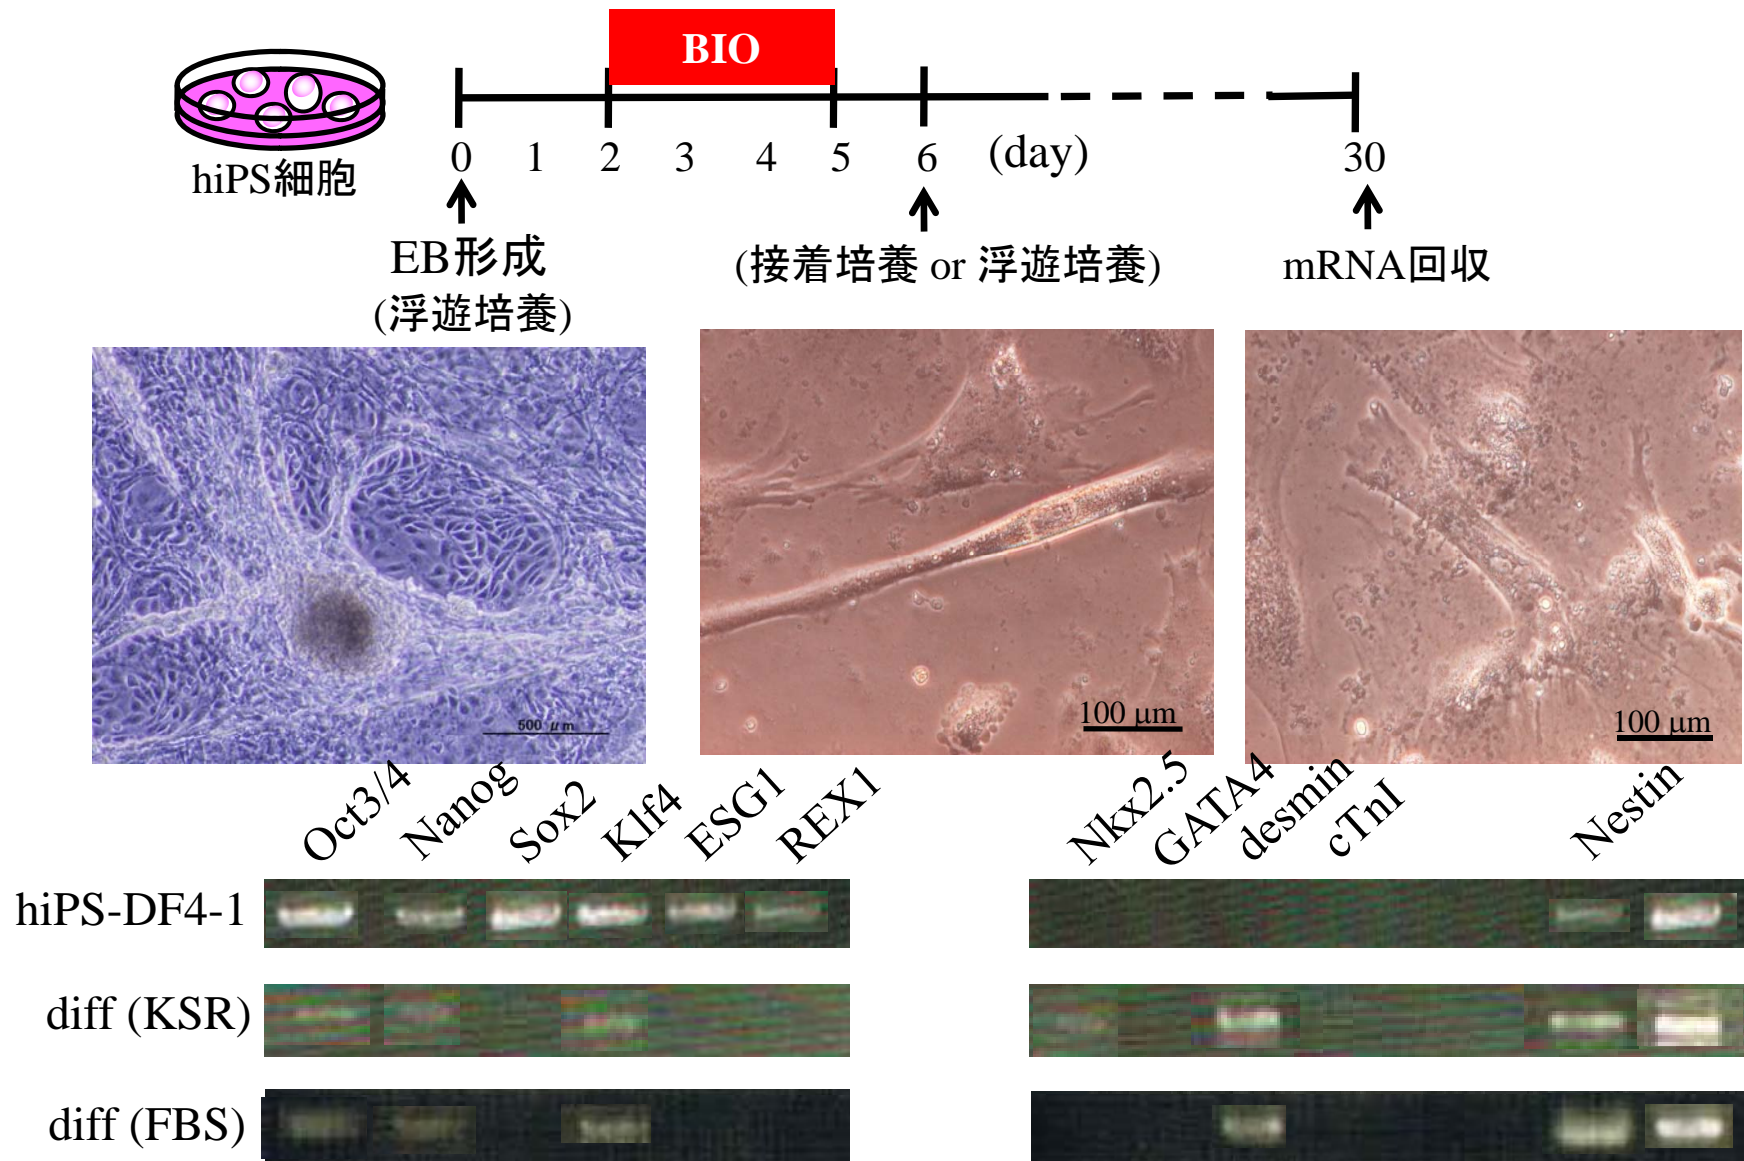 BIO
0 1 2 3 4 5 6 (day) 30
hiPS細胞
EB形成
(浮遊培養)
(接着培養 or 浮遊培養)
mRNA回収
500 μm
100 μm
100 μm
Oct3/4
Nanog
Sox2
Klf4
ESG1
REX1
Nkx2.5
GATA4
desmin
cTnI
Nestin
hiPS-DF4-1
diff (KSR)
diff (FBS)